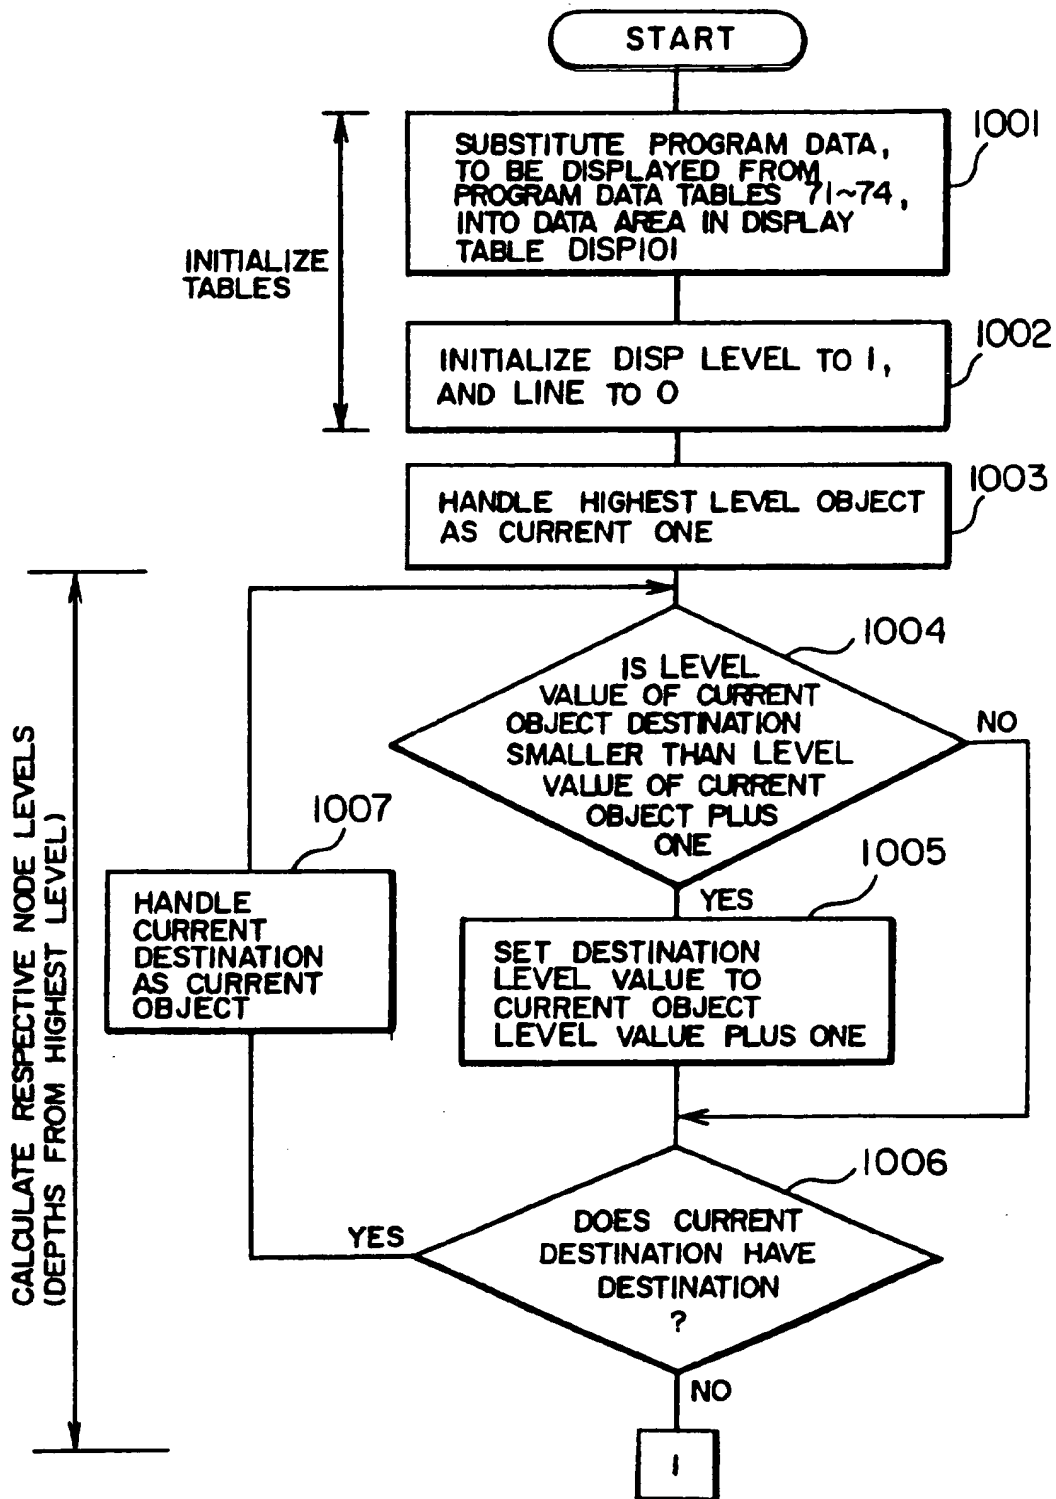 START
1001
SUBSTITUTE PROGRAM DATA,
TO BE DISPLAYED FROM
PROGRAM DATA TABLES 71~74,
INTO DATA AREA IN DISPLAY
TABLE DISP101
INITIALIZE
TABLES
1002
INITIALIZE DISP LEVEL TO 1,
AND LINE TO 0
1003
HANDLE HIGHEST LEVEL OBJECT
AS CURRENT ONE
CALCULATE RESPECTIVE NODE LEVELS
(DEPTHS FROM HIGHEST LEVEL)
1004
IS LEVEL
VALUE OF CURRENT
OBJECT DESTINATION
SMALLER THAN LEVEL
VALUE OF CURRENT
OBJECT PLUS
ONE
NO
YES
1007
HANDLE
CURRENT
DESTINATION
AS CURRENT
OBJECT
1005
SET DESTINATION
LEVEL VALUE TO
CURRENT OBJECT
LEVEL VALUE PLUS ONE
1006
DOES CURRENT
DESTINATION HAVE
DESTINATION
?
YES
NO
1